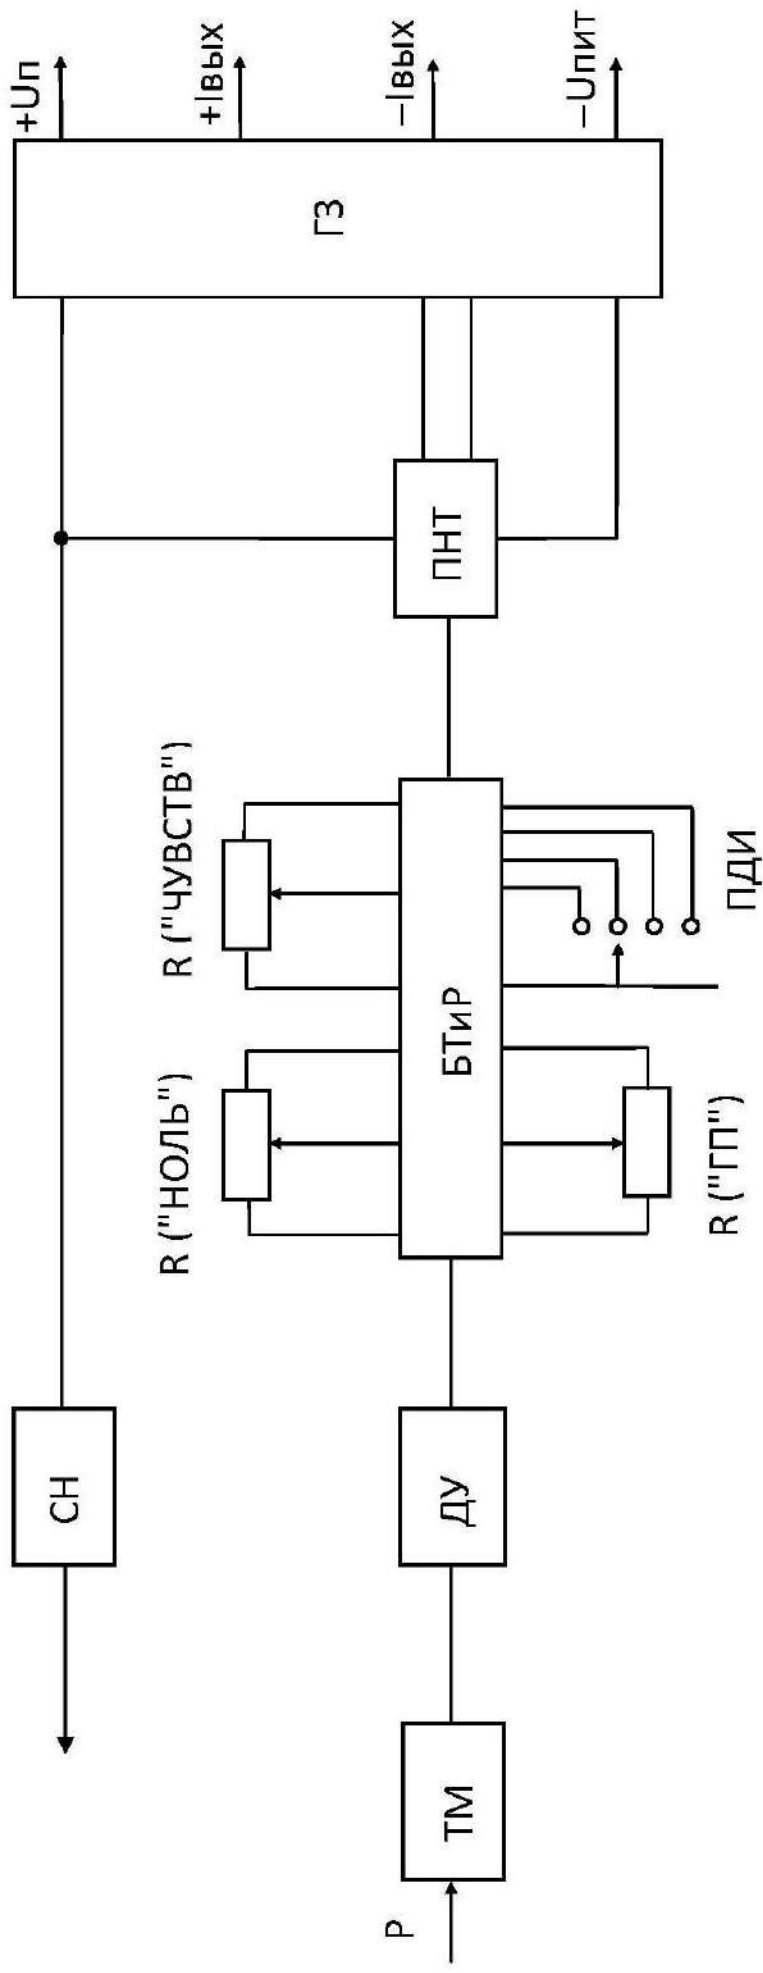 СН
R ("НОЛЬ")
R ("ЧУВСТВ")
+Uп
+Iвых
–Iвых
–Uпит
P
ТМ
ДУ
БТиР
ПНТ
ГЗ
R ("ГП")
ПДИ